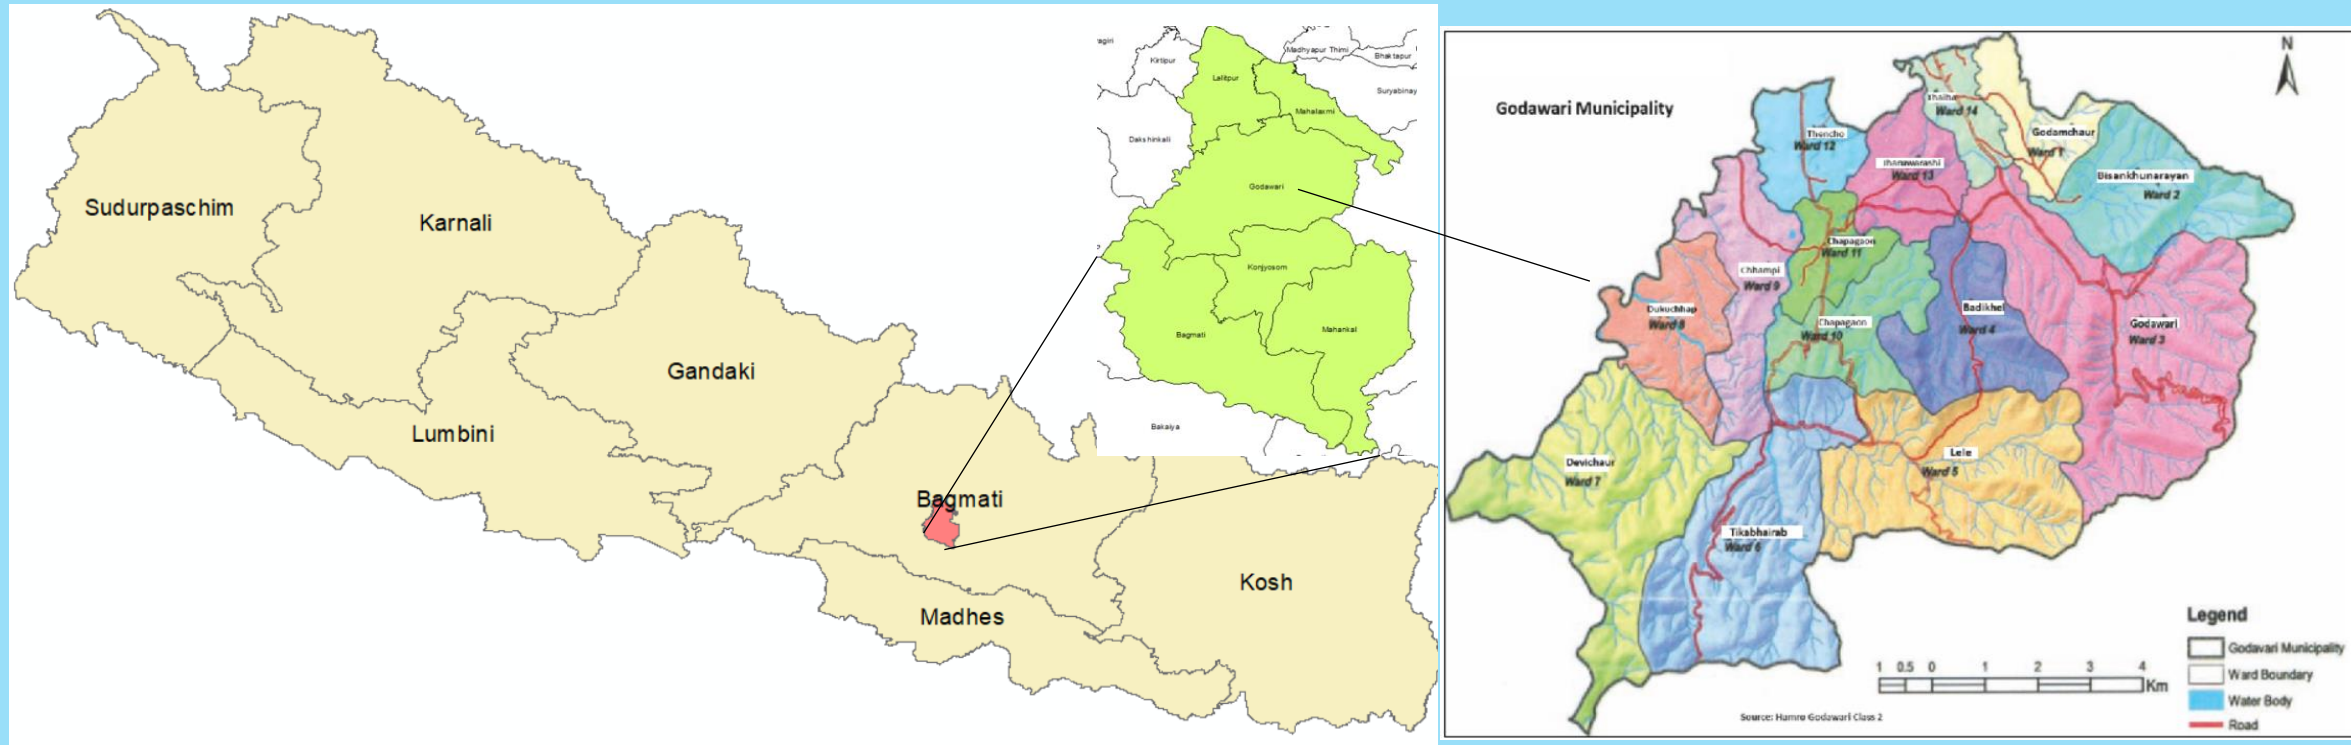 Sudurpaschim
Karnali
Gandaki
Lumbini
Bagmati
Madhes
Kosh
Kirtipur
Lalitpur
Madhyapur Thimi
Bhaktapur
Suryabinay
Mahalaxmi
Dakshinkali
Godawari
Konjyosom
Bagmati
Mahankal
Bakaiya
Godawari Municipality
N
Thaiba
Ward 14
Godamchaur
Ward 1
Thencho
Ward 12
Ward 13
Bisankhunarayan
Ward 2
Chapagaon
Ward 11
Chhampi
Ward 9
Dukuchhap
Ward 8
Chapagaon
Ward 10
Badikhel
Ward 4
Godawari
Ward 3
Devichaur
Ward 7
Lele
Ward 5
Tikabhairab
Ward 6
Legend
Godavari Municipality
Ward Boundary
Water Body
Road
1 0.5 0 1 2 3 4
Km
Source: Hamro Godawari Class 2